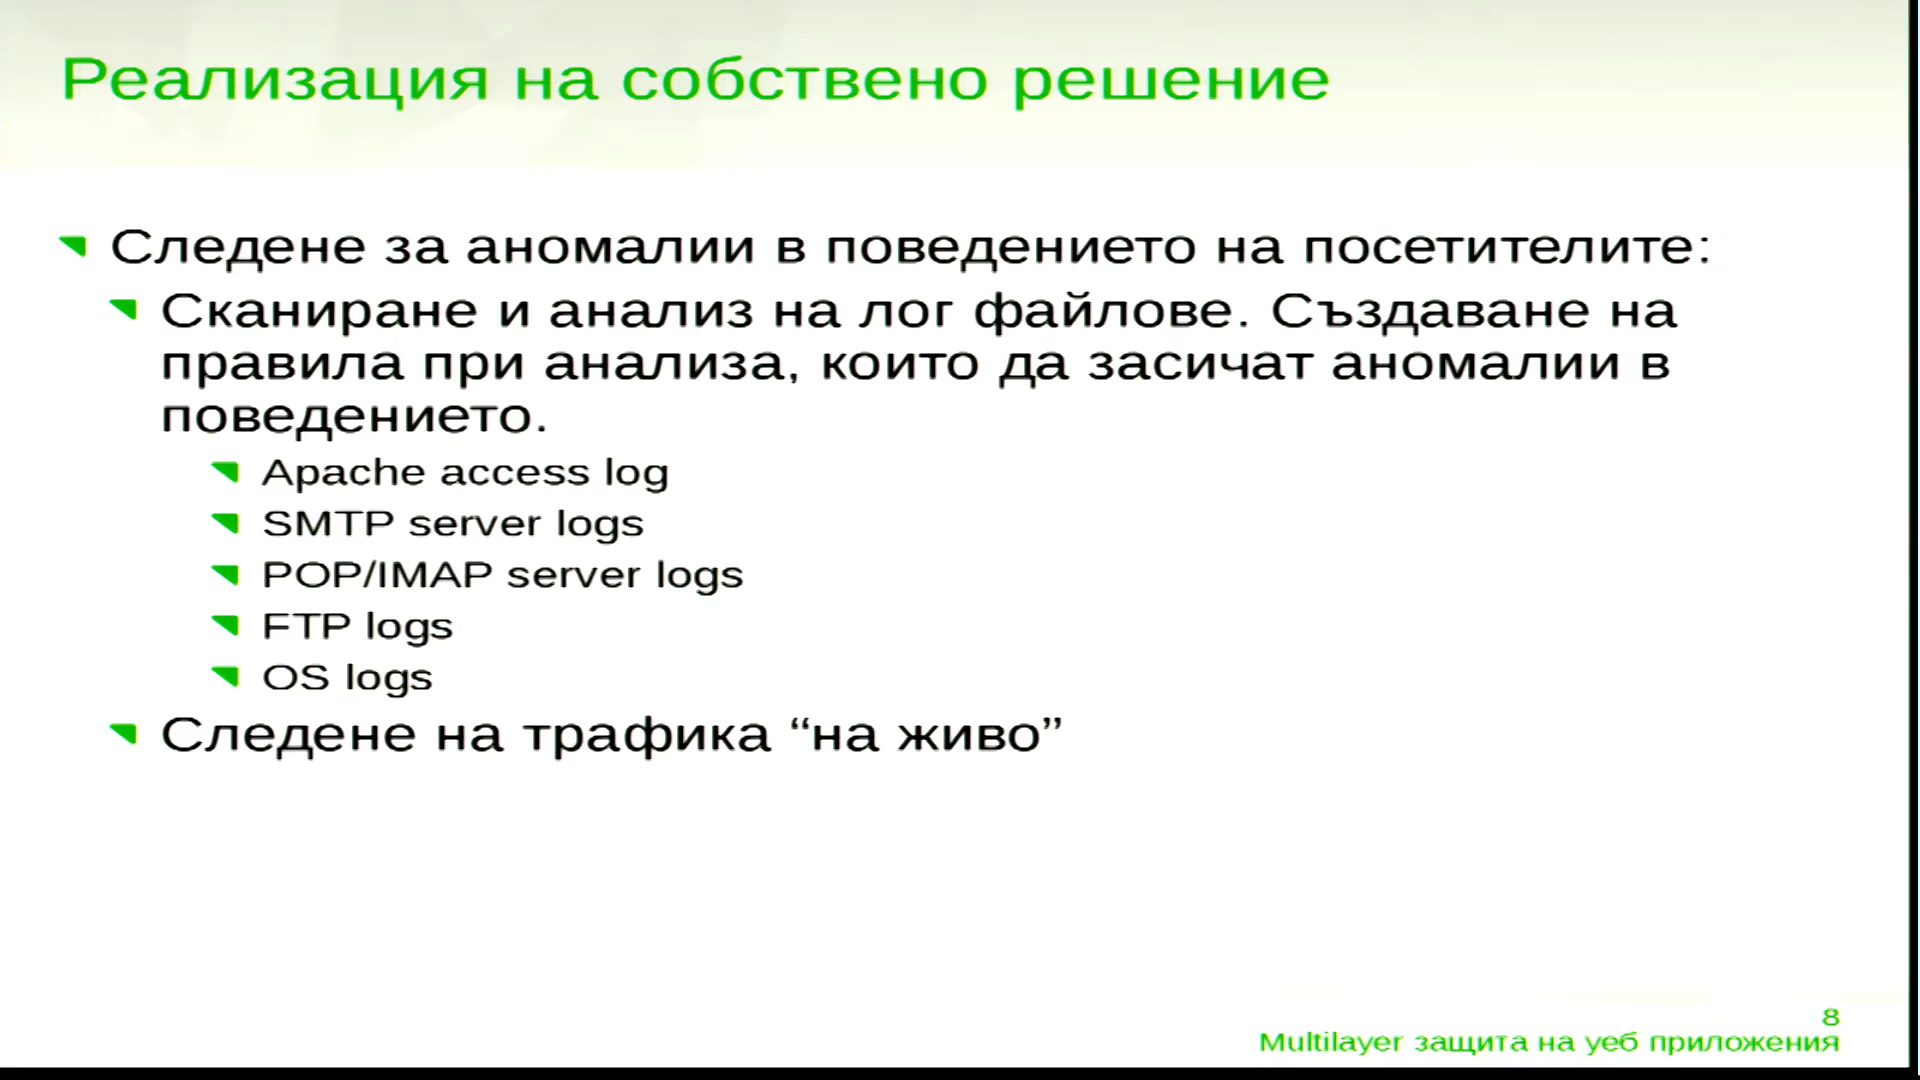 Реализация на собствено решение
Следене за аномалии в поведението на посетителите:
Сканиране и анализ на лог файлове. Създаване на
правила при анализа, които да засичат аномалии в
поведението.
Apache access log
SMTP server logs
POP/IMAP server logs
FTP logs
OS logs
Следене на трафика “на живо”
8
Multilayer защита на уеб приложения